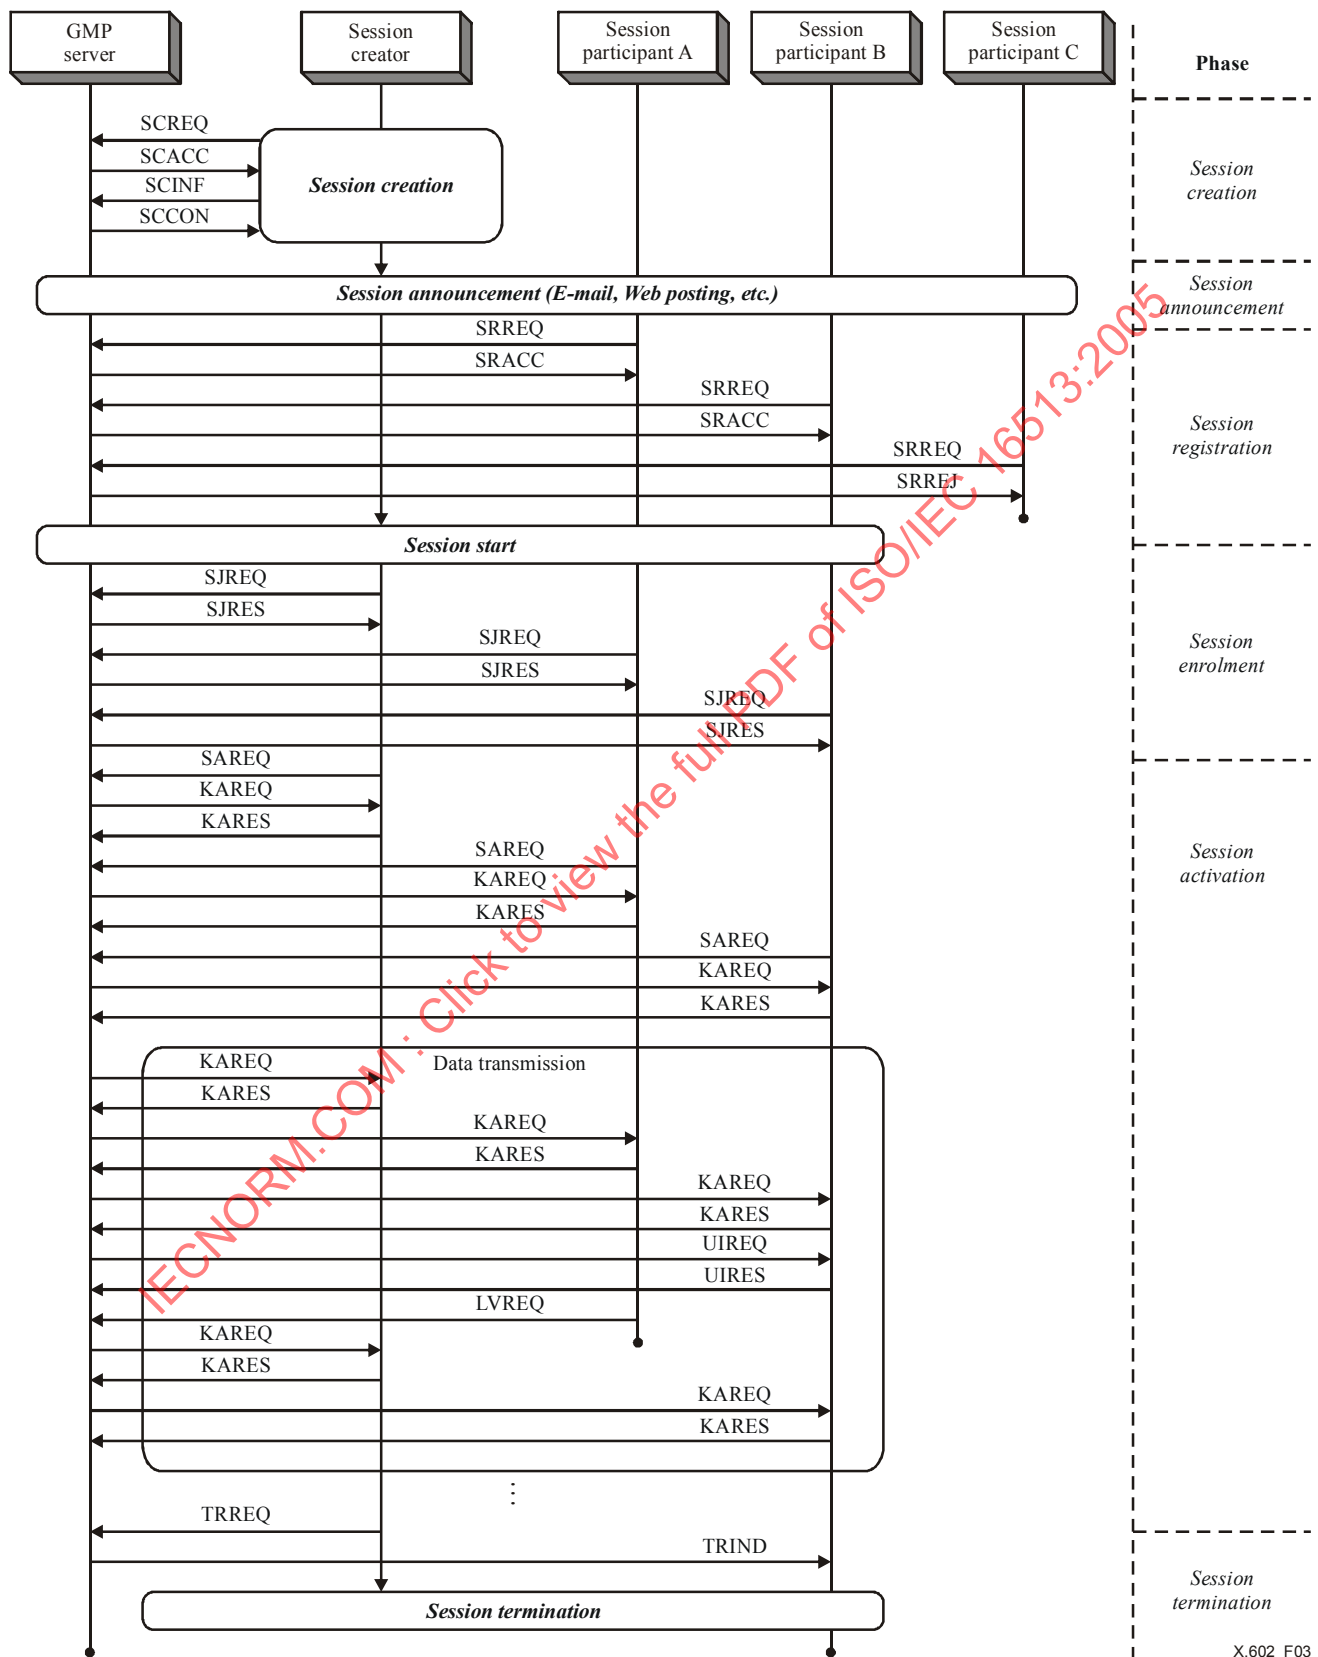 GMP
server
Session
creator
Session
participant A
Session
participant B
Session
participant C
Phase
SCREQ
SCACC
SCINF
SCCON
Session creation
Session
creation
Session announcement (E-mail, Web posting, etc.)
Session
announcement
SRREQ
SRACC
SRREQ
SRACC
SRREQ
SRREJ
Session
registration
Session start
SJREQ
SJRES
SJREQ
SJRES
SJREQ
SJRES
Session
enrolment
SAREQ
KAREQ
KARES
SAREQ
KAREQ
KARES
SAREQ
KAREQ
KARES
Session
activation
Data transmission
KAREQ
KARES
KAREQ
KARES
KAREQ
KARES
UIREQ
UIRES
LVREQ
KAREQ
KARES
KAREQ
KARES
...
TRREQ
TRIND
Session termination
Session
termination
X.602_F03
IECNORM.COM : Click to view the full PDF of ISO/IEC 16513:2005